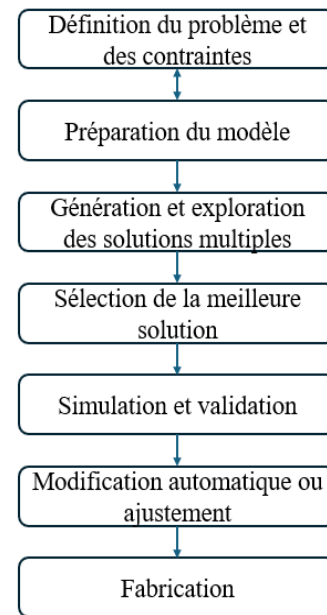 Définition du problème et
des contraintes
Préparation du modèle
Génération et exploration
des solutions multiples
Sélection de la meilleure
solution
Simulation et validation
Modification automatique ou
ajustement
Fabrication